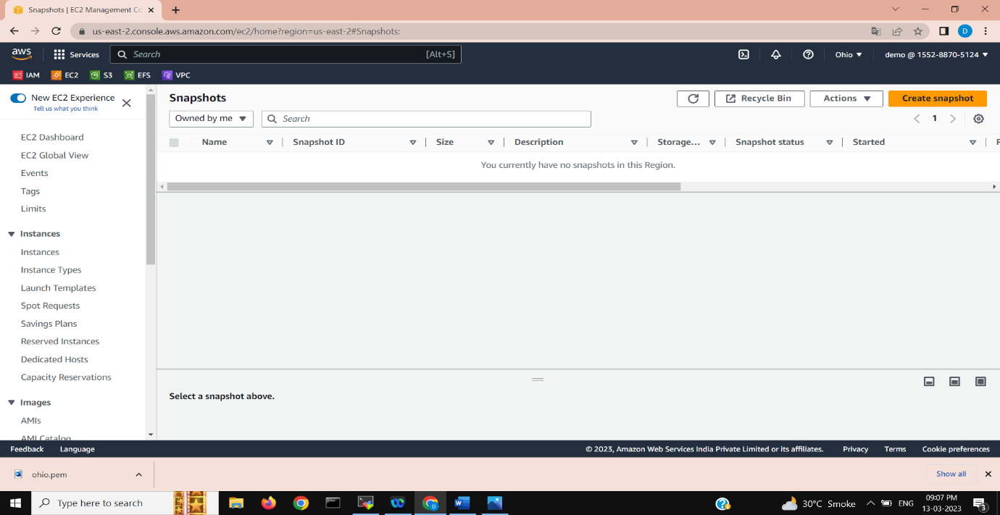 Snapshots | EC2 Management Co
us-east-2.console.aws.amazon.com/ec2/home?region=us-east-2#Snapshots:
D
aws
Services
Search
[Alt+S]
Ohio
demo @ 1552-8870-5124
IAM
EC2
S3
EFS
VPC
New EC2 Experience
Tell us what you think
EC2 Dashboard
EC2 Global View
Events
Tags
Limits
Instances
Instances
Instance Types
Launch Templates
Spot Requests
Savings Plans
Reserved Instances
Dedicated Hosts
Capacity Reservations
Images
AMIs
AMI Catalog
Snapshots
Recycle Bin
Actions
Create snapshot
Owned by me
Search
1
Name
Snapshot ID
Size
Description
Storage...
Snapshot status
Started
You currently have no snapshots in this Region.
Select a snapshot above.
Feedback
Language
© 2023, Amazon Web Services India Private Limited or its affiliates.
Privacy
Terms
Cookie preferences
ohio.pem
Show all
Type here to search
30°C Smoke
ENG
09:07 PM
13-03-2023
3